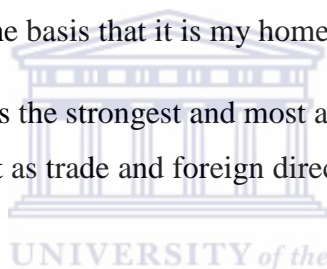 he basis that it is my home
s the strongest and most a
t as trade and foreign direc
UNIVERSITY of the